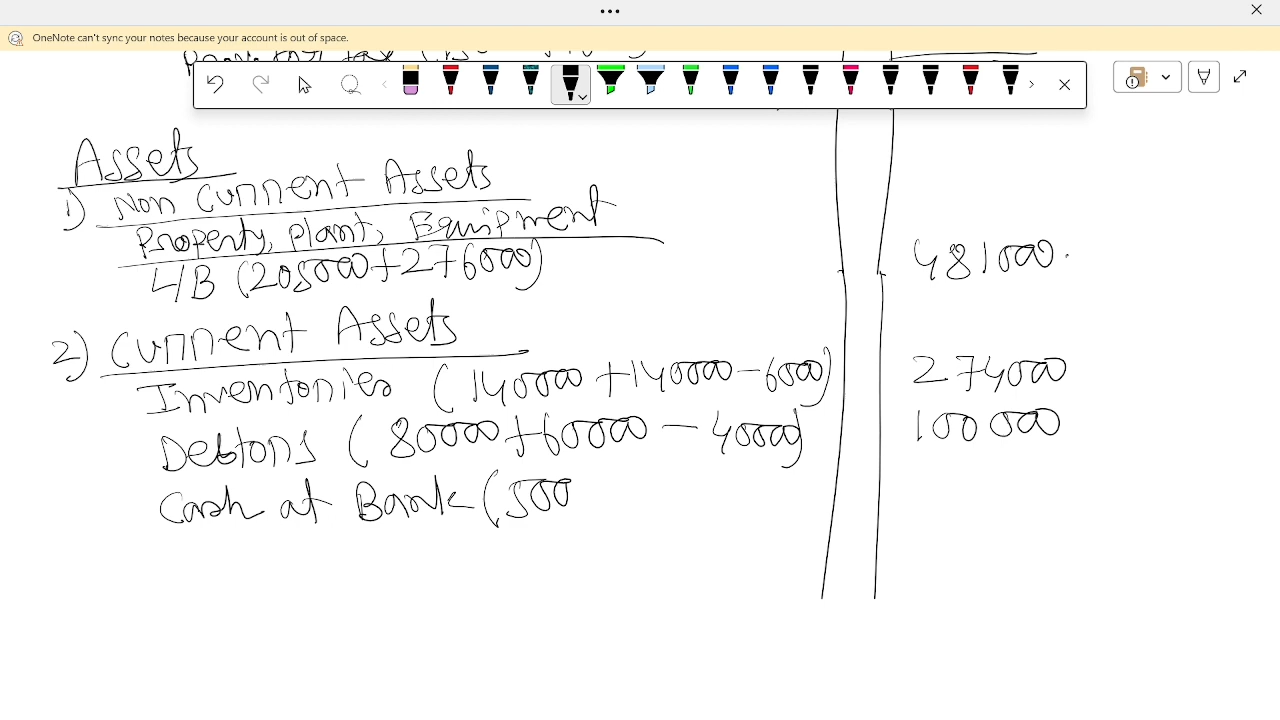 OneNote can't sync your notes because your account is out of space.
Assets
1) Non Current Assets
Property, Plant, Equipment
L/B (205000+276000) 481000.
2) Current Assets
Inventories (140000+140000-6000) 274000
Debtors (80000+60000-40000) 100000
Cash at Bank (500